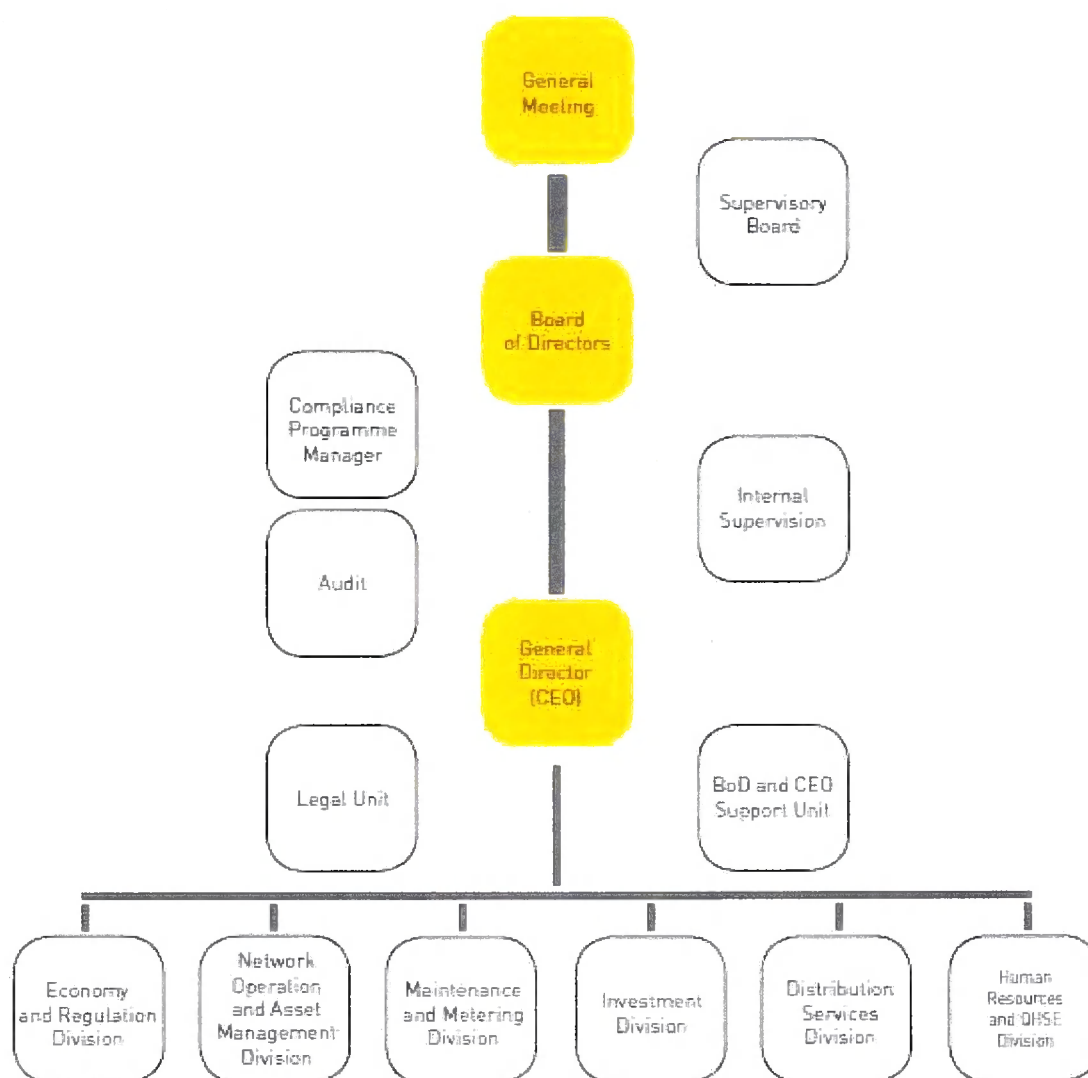 General
Meeting
Supervisory
Board
Board
of Directors
Compliance
Programme
Manager
Internal
Supervision
Audit
General
Director
(CEO)
Legal Unit
BoD and CEO
Support Unit
Economy
and Regulation
Division
Network
Operation
and Asset
Management
Division
Maintenance
and Metering
Division
Investment
Division
Distribution
Services
Division
Human
Resources
and QHSE
Division